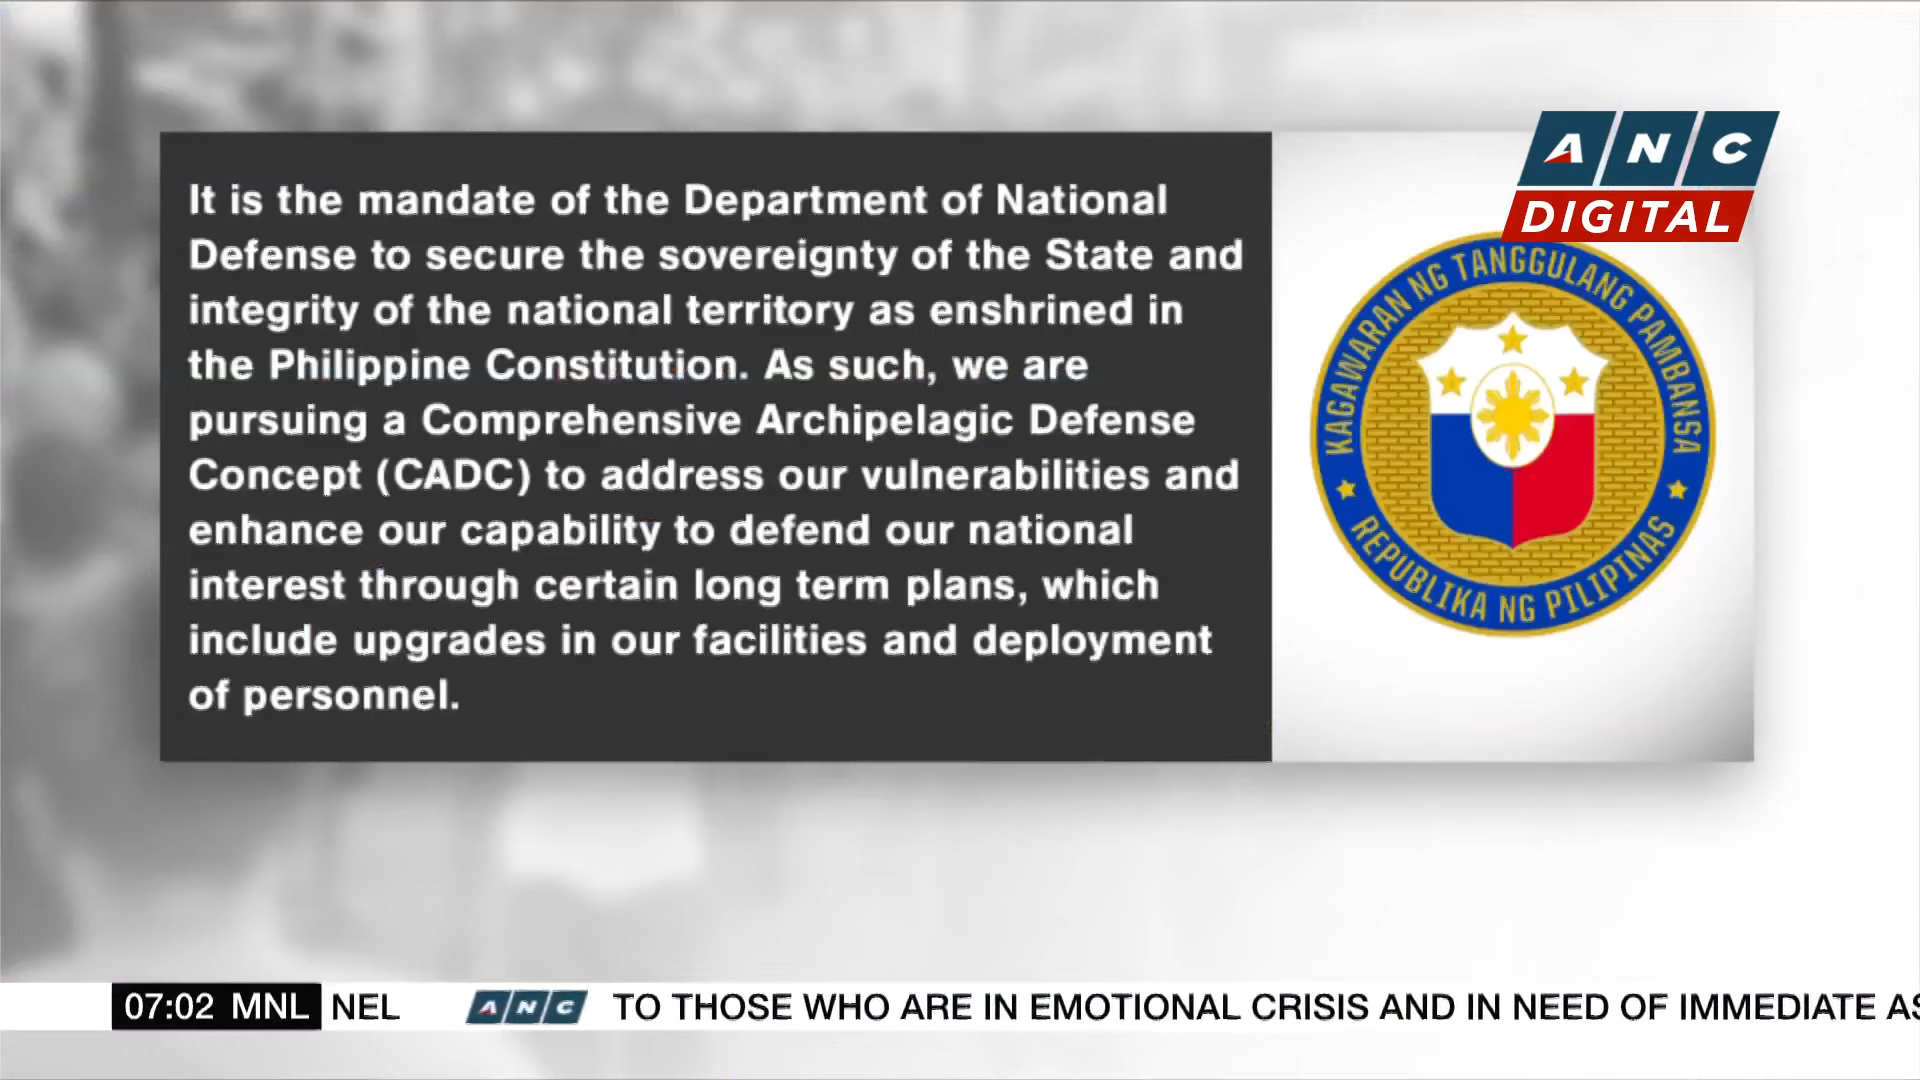 ANC
DIGITAL
It is the mandate of the Department of National
Defense to secure the sovereignty of the State and
integrity of the national territory as enshrined in
the Philippine Constitution. As such, we are
pursuing a Comprehensive Archipelagic Defense
Concept (CADC) to address our vulnerabilities and
enhance our capability to defend our national
interest through certain long term plans, which
include upgrades in our facilities and deployment
of personnel.
KAGAWARAN NG TANGGULANG PAMBANSA
REPUBLIKA NG PILIPINAS
07:02 MNL NEL ANC TO THOSE WHO ARE IN EMOTIONAL CRISIS AND IN NEED OF IMMEDIATE AS